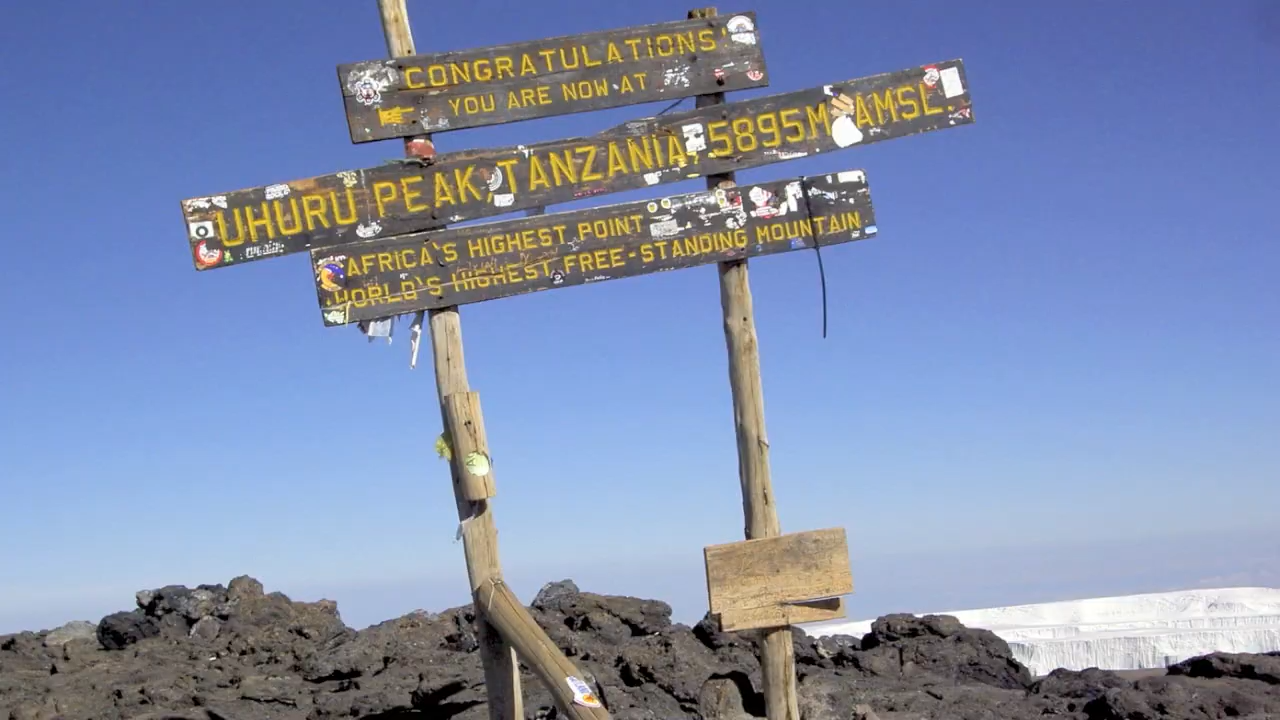 CONGRATULATIONS
YOU ARE NOW AT
UHURU PEAK, TANZANIA, 5895M AMSL.
AFRICA'S HIGHEST POINT
WORLD'S HIGHEST FREE-STANDING MOUNTAIN